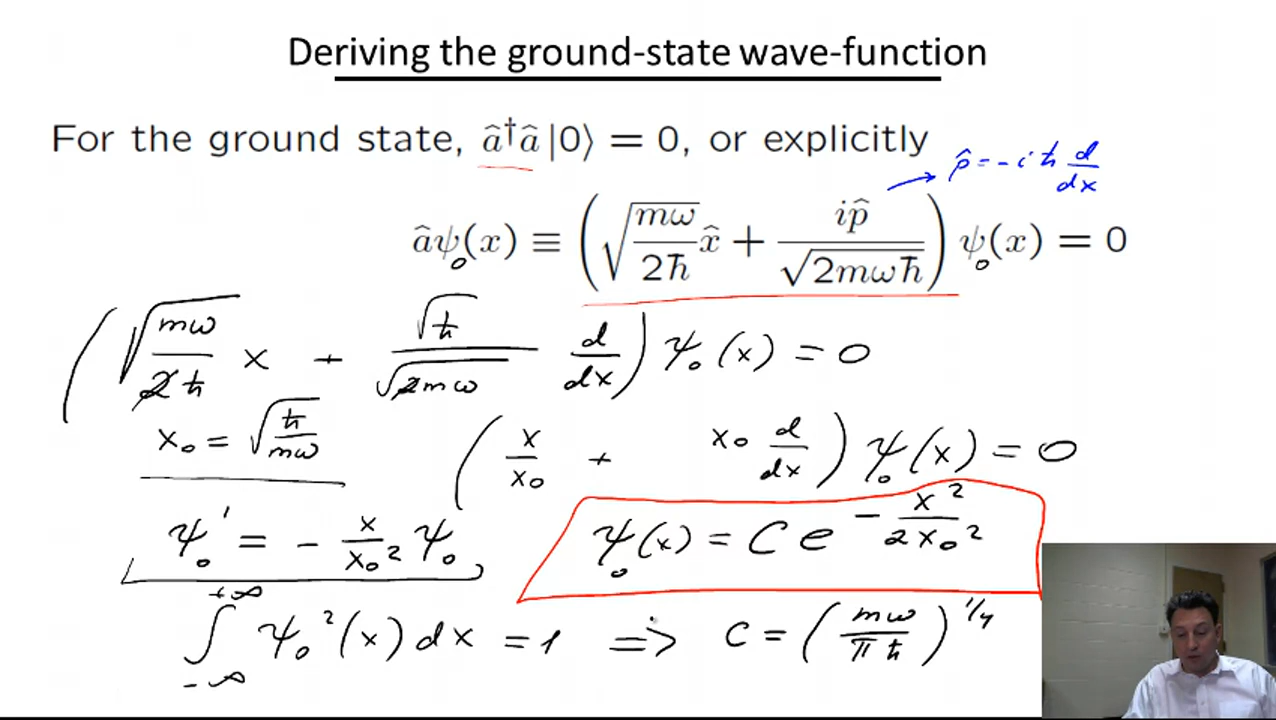 Deriving the ground-state wave-function
For the ground state, â†â|0⟩ = 0, or explicitly
p̂ = -iħ d/dx
âψ₀(x) ≡ (√(mω/2ħ) x̂ + ip̂/√(2mωħ)) ψ₀(x) = 0
(√(mω/2ħ) x + √ħ/√(2mω) d/dx) ψ₀(x) = 0
x₀ = √(ħ/mω) (x/x₀ + x₀ d/dx) ψ₀(x) = 0
ψ₀' = - x/x₀² ψ₀ ψ₀(x) = C e^(-x²/2x₀²)
∫_{-∞}^{+∞} ψ₀²(x) dx = 1 ⇒ C = (mω/πħ)^{1/4}